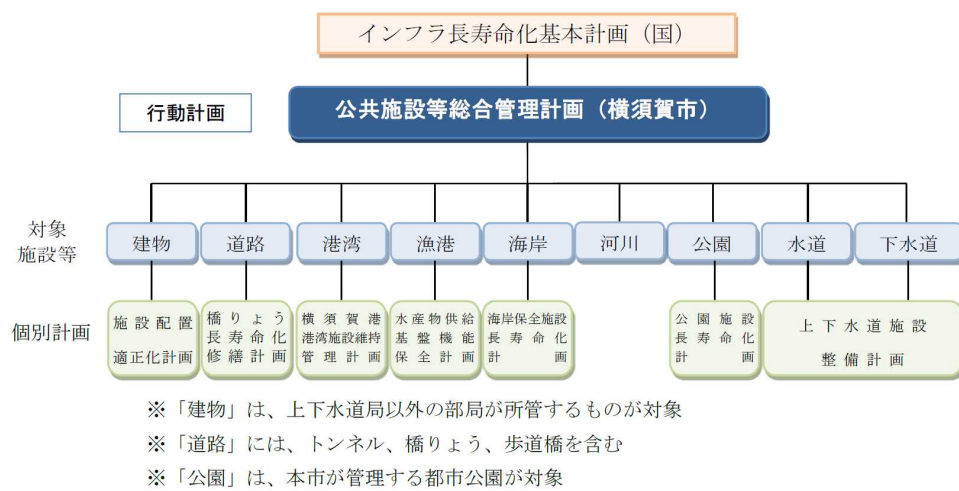 インフラ長寿命化基本計画（国）
行動計画
公共施設等総合管理計画（横須賀市）
対象
施設等
建物
道路
港湾
漁港
海岸
河川
公園
水道
下水道
個別計画
施設配置
適正化計画
橋りょう
長寿命化
修繕計画
横須賀港
港湾施設維持
管理計画
水産物供給
基盤機能
保全計画
海岸保全施設
長寿命化
計画
公園施設
長寿命化
計画
上下水道施設
整備計画
※「建物」は、上下水道局以外の部局が所管するものが対象
※「道路」には、トンネル、橋りょう、歩道橋を含む
※「公園」は、本市が管理する都市公園が対象